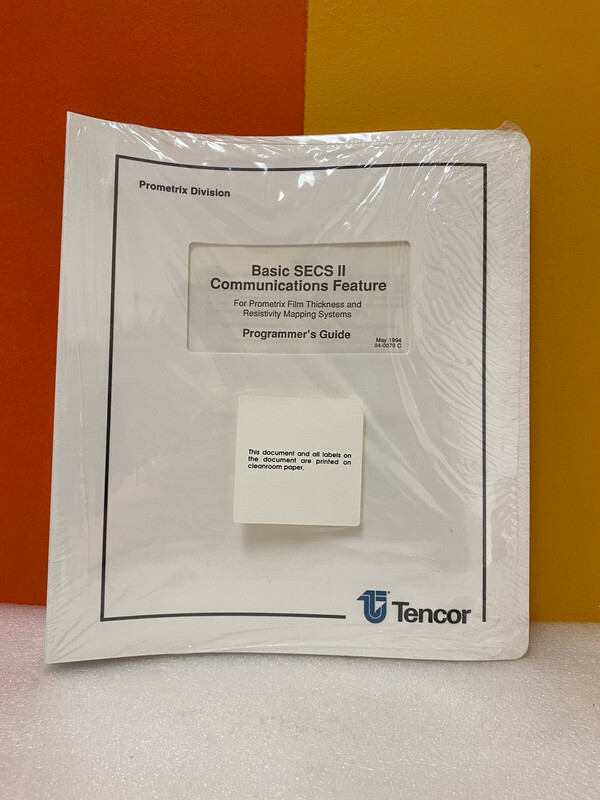 Prometrix Division
Basic SECS II
Communications Feature
For Prometrix Film Thickness and
Resistivity Mapping Systems
Programmer's Guide
May 1994
04-0079 C
This document and all labels on
the document are printed on
cleanroom paper.
Tencor